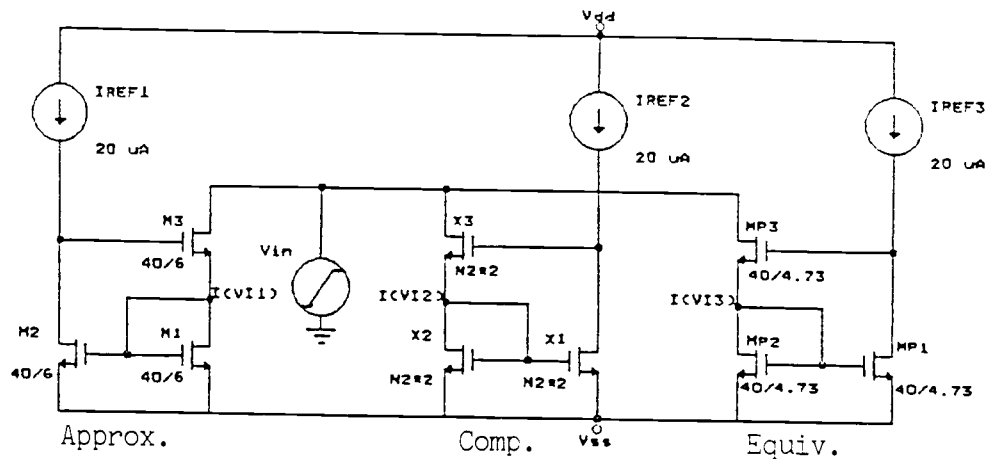 Vdd
IREF1
IREF2
IREF3
20 uA
20 uA
20 uA
M3
X3
MP3
40/6
Vin
N2*2
40/4.73
I(VI1)
I(VI2)
I(VI3)
M2
M1
X2
X1
MP2
MP1
40/6
40/6
N2*2
N2*2
40/4.73
40/4.73
Approx.
Comp.
Vss
Equiv.